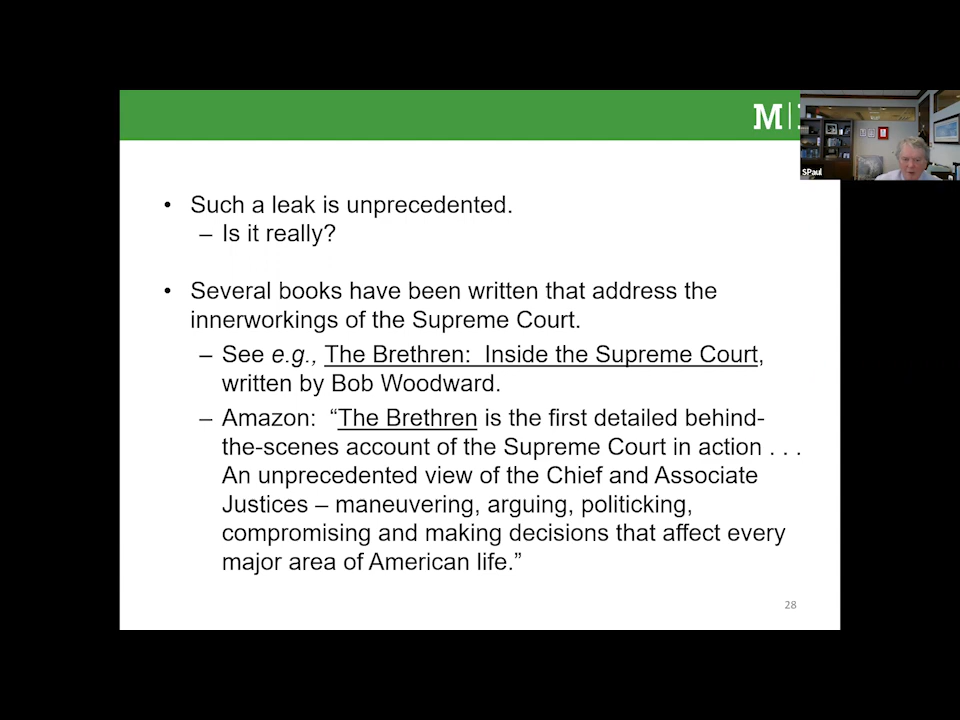 M
SPaul
• Such a leak is unprecedented.
– Is it really?
• Several books have been written that address the
innerworkings of the Supreme Court.
– See e.g., The Brethren: Inside the Supreme Court,
written by Bob Woodward.
– Amazon: “The Brethren is the first detailed behind-
the-scenes account of the Supreme Court in action . . .
An unprecedented view of the Chief and Associate
Justices – maneuvering, arguing, politicking,
compromising and making decisions that affect every
major area of American life.”
28